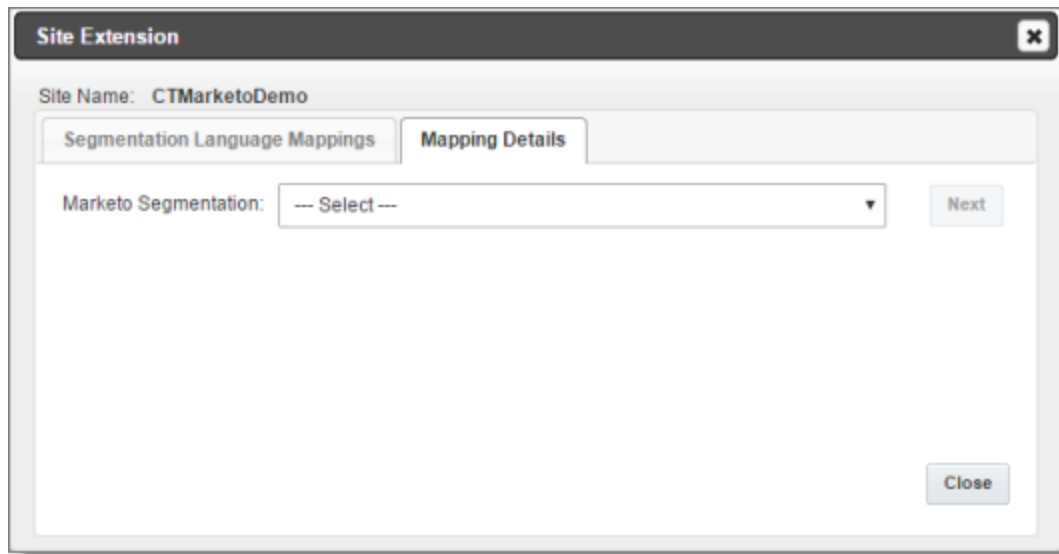 Site Extension
Site Name: CTMarketoDemo
Segmentation Language Mappings Mapping Details
Marketo Segmentation: --- Select --- Next
Close